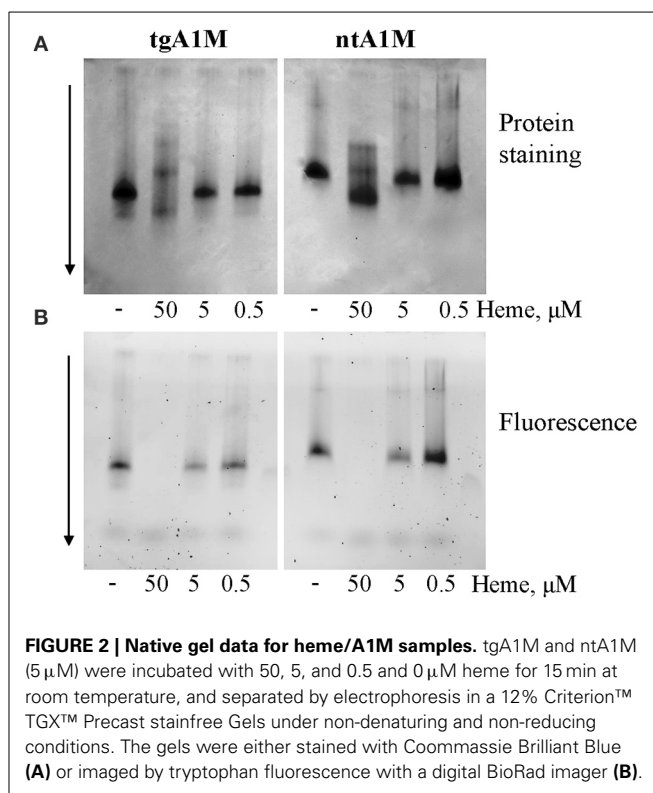 A
tgA1M ntA1M
Protein
staining
- 50 5 0.5 - 50 5 0.5 Heme, μM
B
Fluorescence
- 50 5 0.5 - 50 5 0.5 Heme, μM
FIGURE 2 | Native gel data for heme/A1M samples. tgA1M and ntA1M
(5 μM) were incubated with 50, 5, and 0.5 and 0 μM heme for 15 min at
room temperature, and separated by electrophoresis in a 12% Criterion™
TGX™ Precast stainfree Gels under non-denaturing and non-reducing
conditions. The gels were either stained with Coommassie Brilliant Blue
(A) or imaged by tryptophan fluorescence with a digital BioRad imager (B).